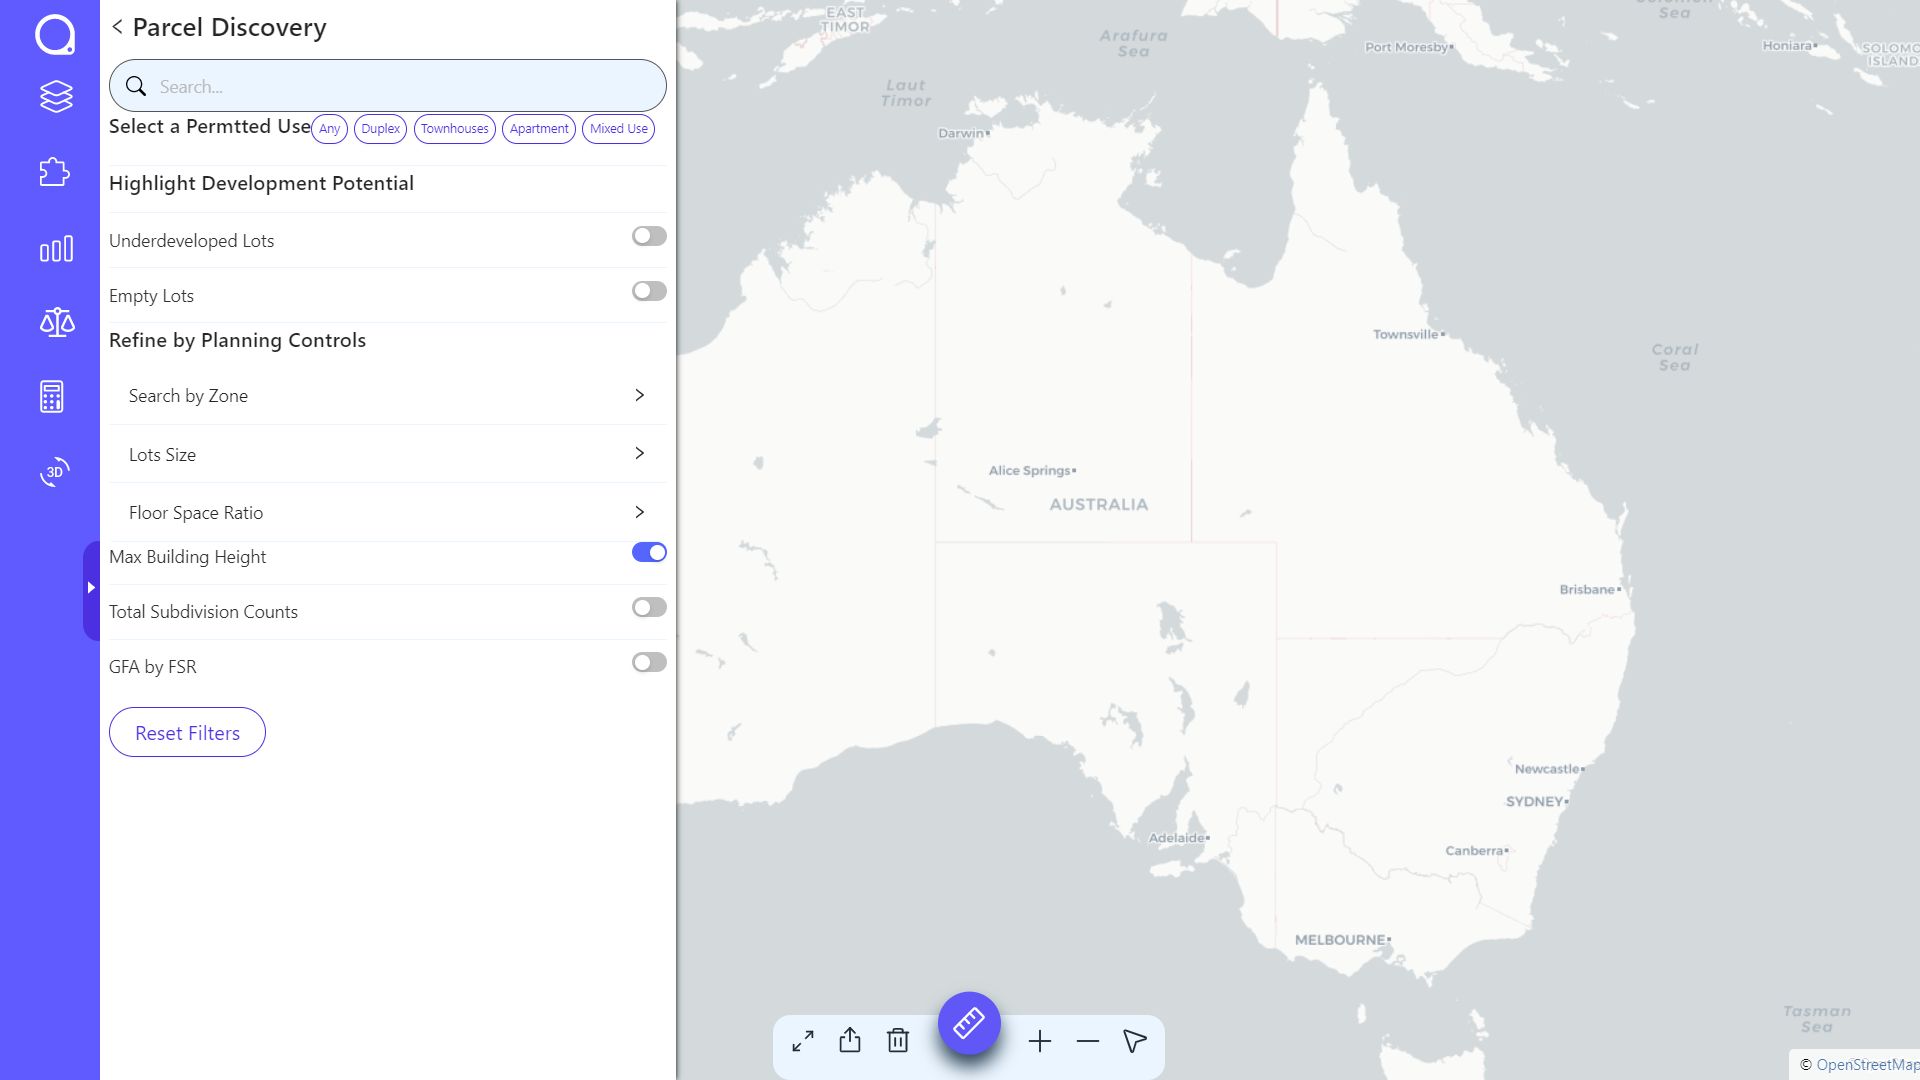 Parcel Discovery
Search...
Select a Permtted Use
Any
Duplex
Townhouses
Apartment
Mixed Use
Highlight Development Potential
Underdeveloped Lots
Empty Lots
Refine by Planning Controls
Search by Zone
Lots Size
Floor Space Ratio
Max Building Height
Total Subdivision Counts
GFA by FSR
Reset Filters
3D
EAST
TIMOR
Arafura
Sea
Port Moresby
Solomon
Sea
Honiara
SOLOMO
ISLAND
Laut
Timor
Darwin
Townsville
Coral
Sea
Alice Springs
AUSTRALIA
Brisbane
Newcastle
SYDNEY
Adelaide
Canberra
MELBOURNE
Tasman
Sea
© OpenStreetMap